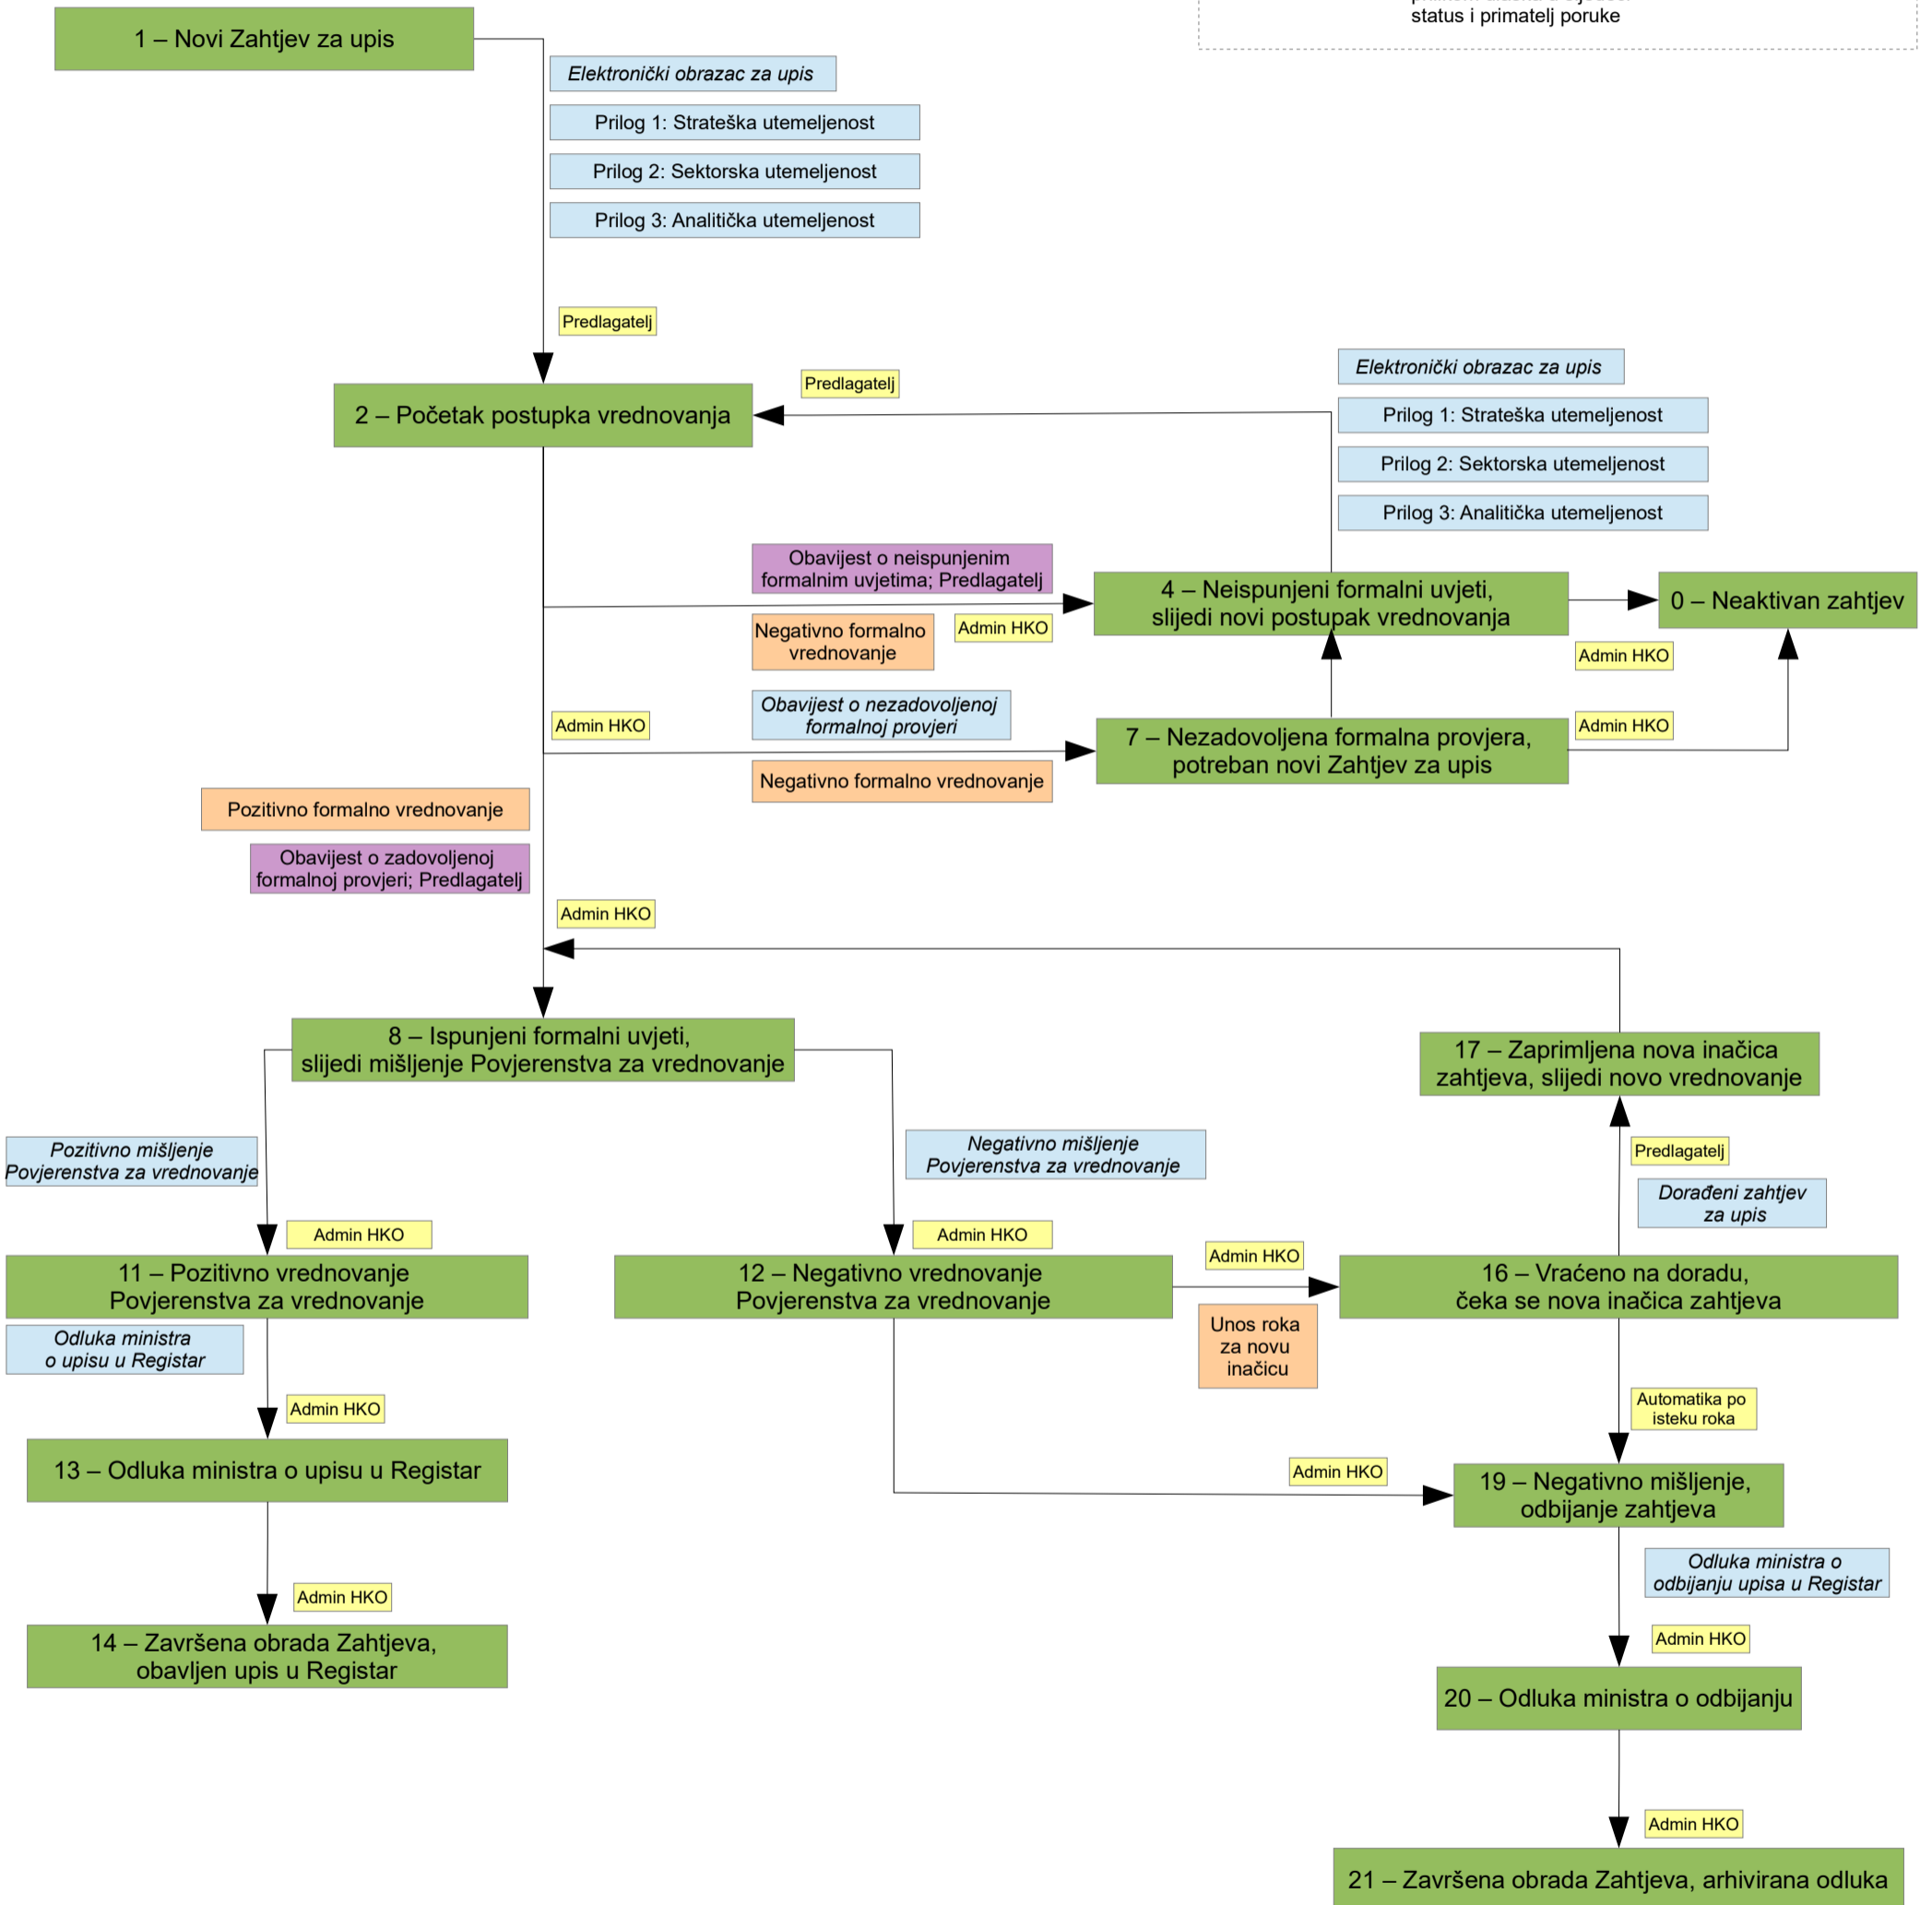 status i primatelj poruke
1 – Novi Zahtjev za upis
Elektronički obrazac za upis
Prilog 1: Strateška utemeljenost
Prilog 2: Sektorska utemeljenost
Prilog 3: Analitička utemeljenost
Predlagatelj
2 – Početak postupka vrednovanja
Predlagatelj
Elektronički obrazac za upis
Prilog 1: Strateška utemeljenost
Prilog 2: Sektorska utemeljenost
Prilog 3: Analitička utemeljenost
Obavijest o neispunjenim
formalnim uvjetima; Predlagatelj
Negativno formalno
vrednovanje
Admin HKO
4 – Neispunjeni formalni uvjeti,
slijedi novi postupak vrednovanja
0 – Neaktivan zahtjev
Admin HKO
Admin HKO
Obavijest o nezadovoljenoj
formalnoj provjeri
Negativno formalno vrednovanje
7 – Nezadovoljena formalna provjera,
potreban novi Zahtjev za upis
Admin HKO
Pozitivno formalno vrednovanje
Obavijest o zadovoljenoj
formalnoj provjeri; Predlagatelj
Admin HKO
8 – Ispunjeni formalni uvjeti,
slijedi mišljenje Povjerenstva za vrednovanje
17 – Zaprimljena nova inačica
zahtjeva, slijedi novo vrednovanje
Pozitivno mišljenje
Povjerenstva za vrednovanje
Negativno mišljenje
Povjerenstva za vrednovanje
Predlagatelj
Dorađeni zahtjev
za upis
Admin HKO
Admin HKO
Admin HKO
11 – Pozitivno vrednovanje
Povjerenstva za vrednovanje
12 – Negativno vrednovanje
Povjerenstva za vrednovanje
16 – Vraćeno na doradu,
čeka se nova inačica zahtjeva
Odluka ministra
o upisu u Registar
Unos roka
za novu
inačicu
Admin HKO
Automatika po
isteku roka
13 – Odluka ministra o upisu u Registar
Admin HKO
19 – Negativno mišljenje,
odbijanje zahtjeva
Odluka ministra o
odbijanju upisa u Registar
Admin HKO
14 – Završena obrada Zahtjeva,
obavljen upis u Registar
Admin HKO
20 – Odluka ministra o odbijanju
Admin HKO
21 – Završena obrada Zahtjeva, arhivirana odluka